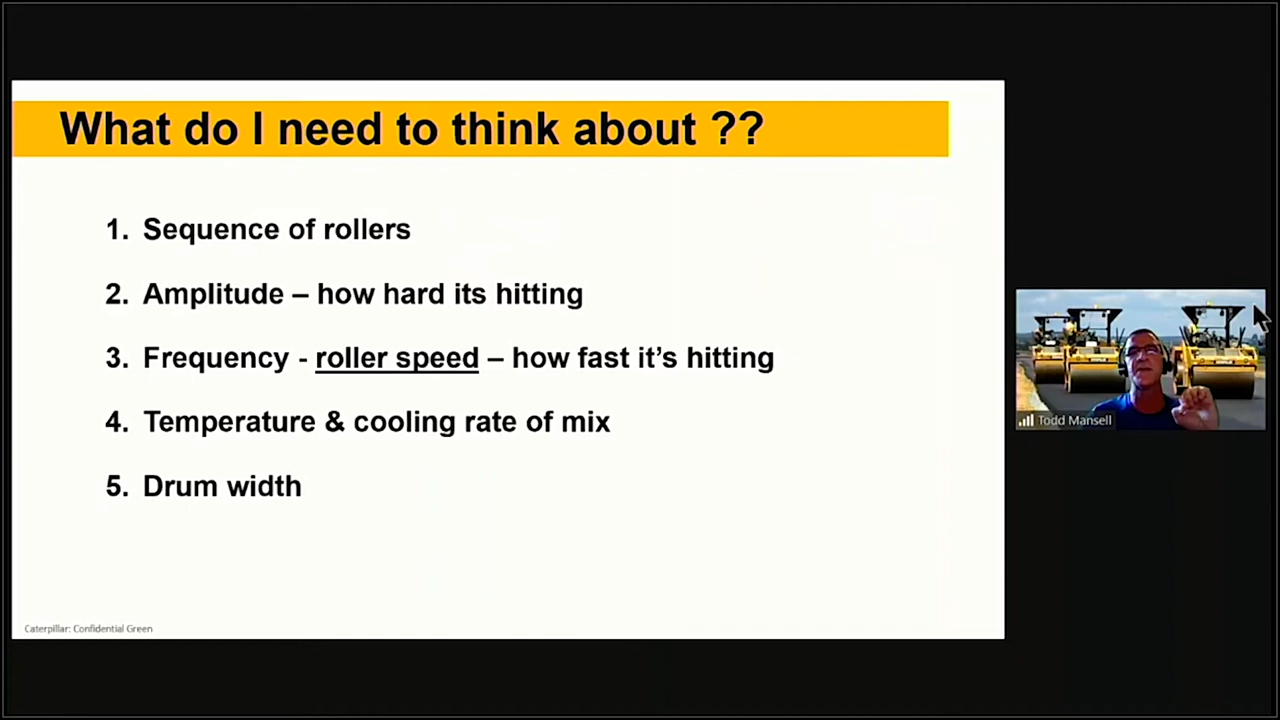 What do I need to think about ??
1. Sequence of rollers
2. Amplitude – how hard its hitting
3. Frequency - roller speed – how fast it’s hitting
4. Temperature & cooling rate of mix
5. Drum width
Todd Mansell
Caterpillar: Confidential Green